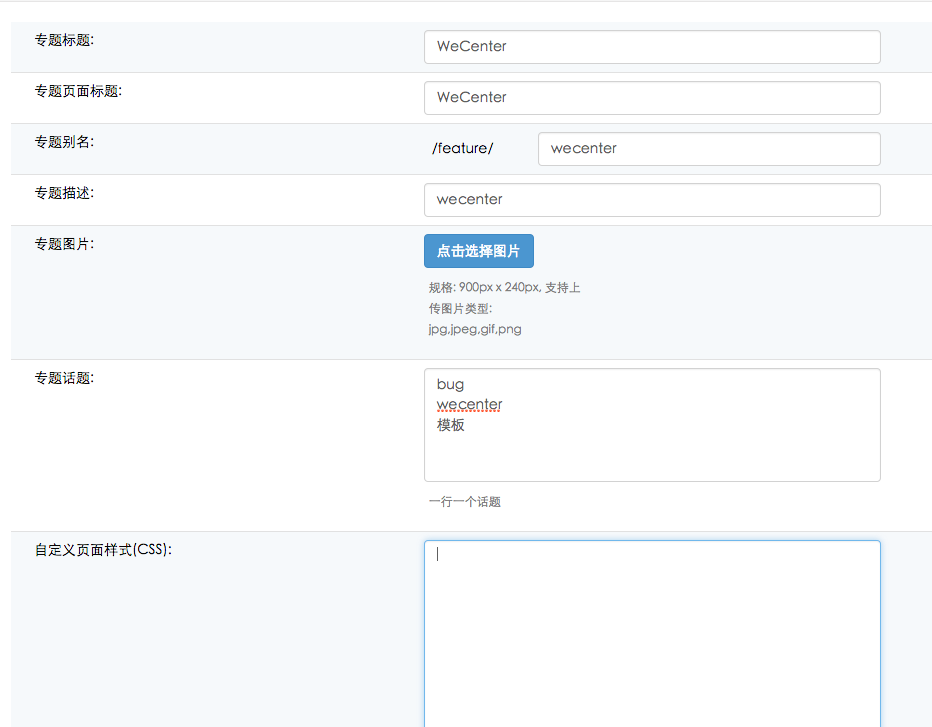 专题标题: WeCenter
专题页面标题: WeCenter
专题别名: /feature/ wecenter
专题描述: wecenter
专题图片: 点击选择图片
规格: 900px x 240px, 支持上
传图片类型:
jpg,jpeg,gif,png
专题话题: bug
wecenter
模板
一行一个话题
自定义页面样式(CSS):